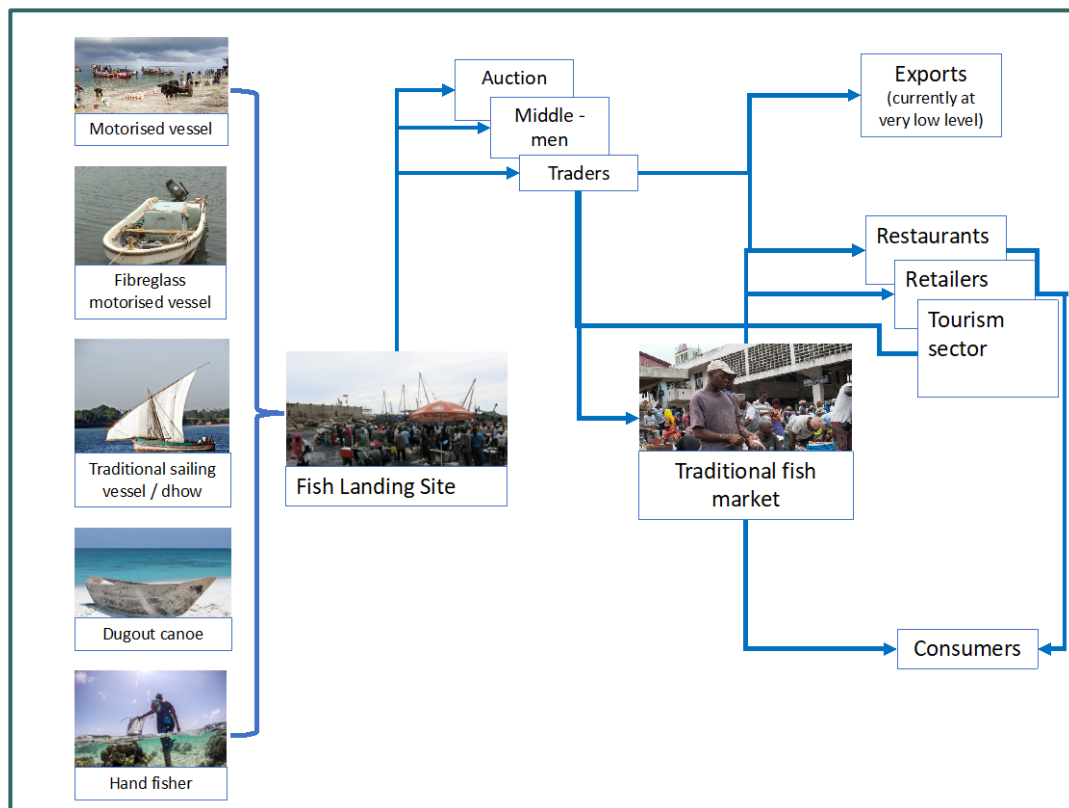 Motorised vessel
Fibreglass
motorised vessel
Traditional sailing
vessel / dhow
Dugout canoe
Hand fisher
Fish Landing Site
Auction
Middle -
men
Traders
Traditional fish
market
Exports
(currently at
very low level)
Restaurants
Retailers
Tourism
sector
Consumers